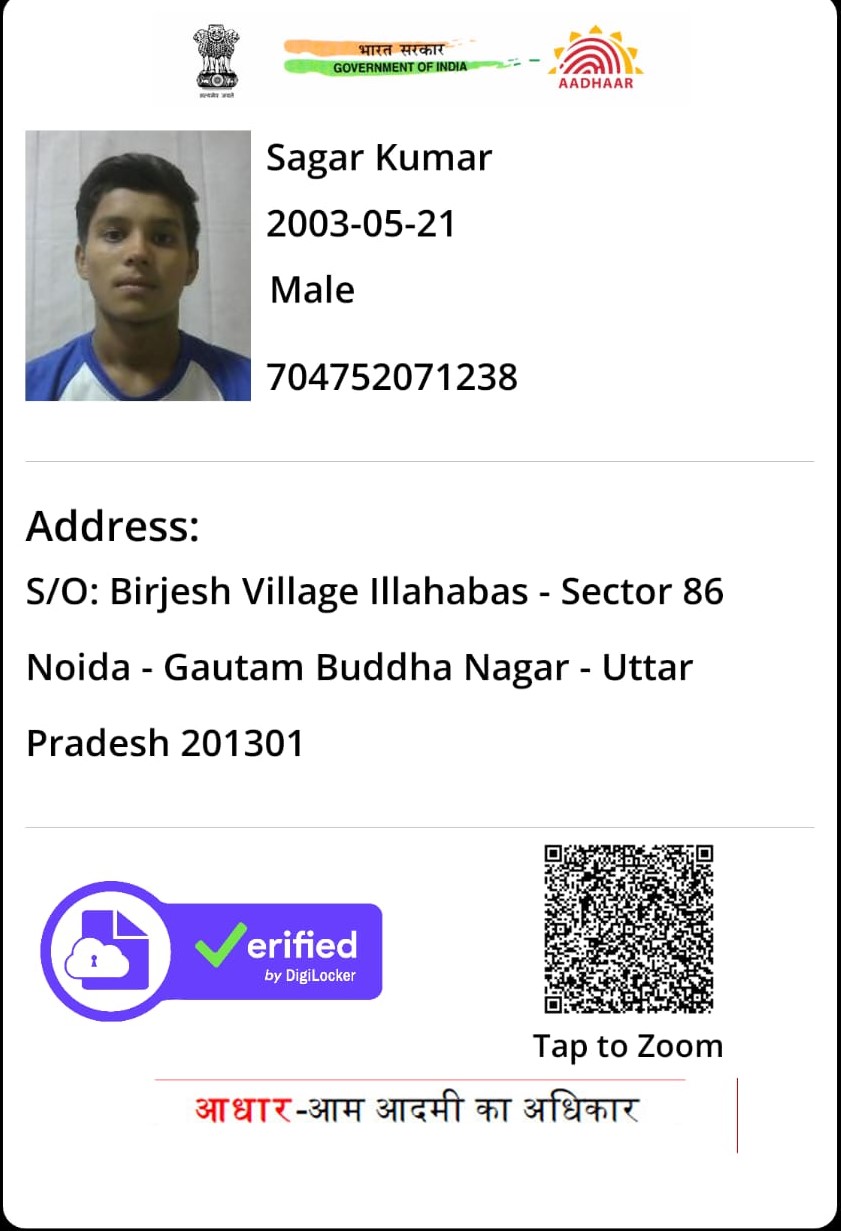 भारत सरकार
GOVERNMENT OF INDIA
सत्यमेव जयते
AADHAAR
Sagar Kumar
2003-05-21
Male
704752071238
Address:
S/O: Birjesh Village Illahabas - Sector 86
Noida - Gautam Buddha Nagar - Uttar
Pradesh 201301
erified
by DigiLocker
Tap to Zoom
आधार-आम आदमी का अधिकार